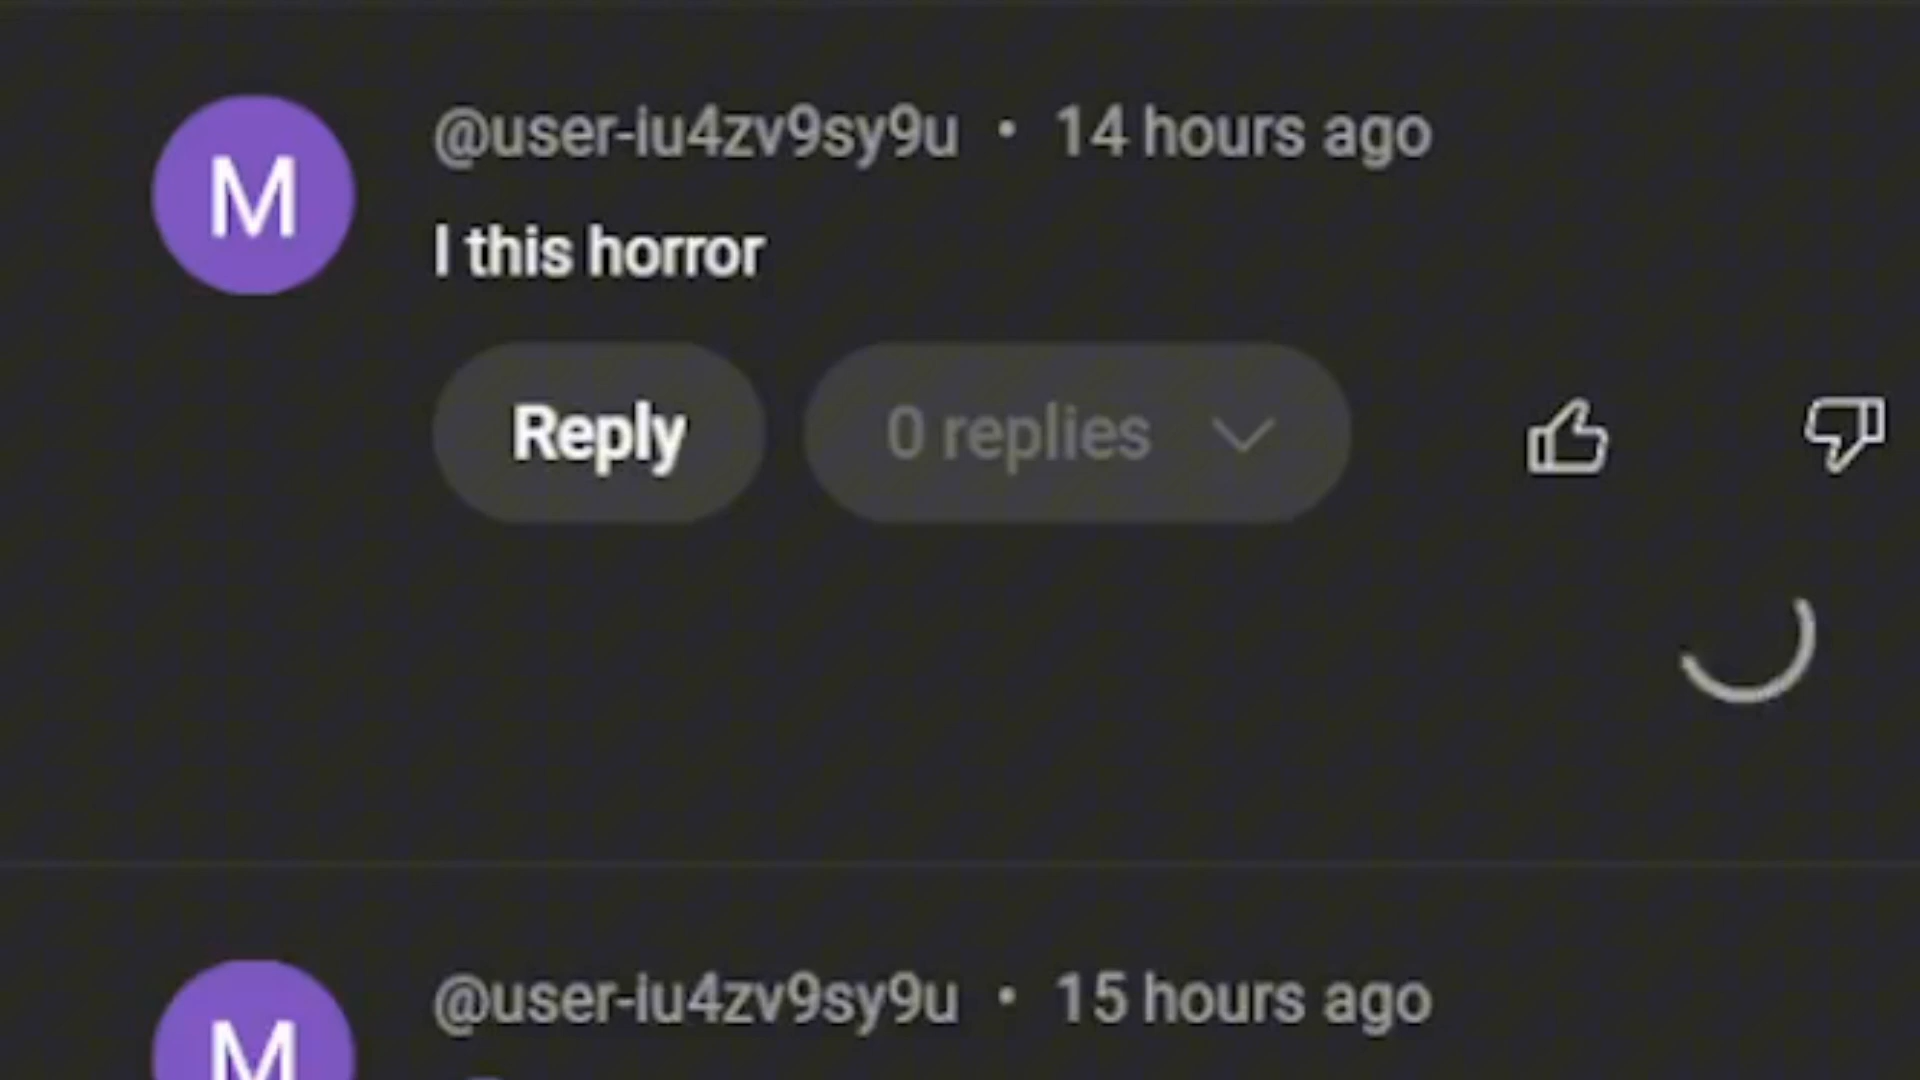 M
@user-iu4zv9sy9u • 14 hours ago
I this horror
Reply
0 replies
M
@user-iu4zv9sy9u • 15 hours ago